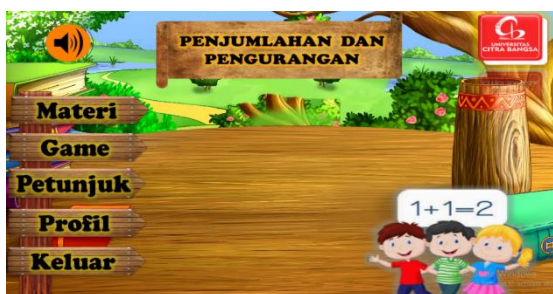 PENJUMLAHAN DAN
PENGURANGAN
UNIVERSITAS
CITRA BANGSA
Materi
Game
Petunjuk
Profil
Keluar
1+1=2